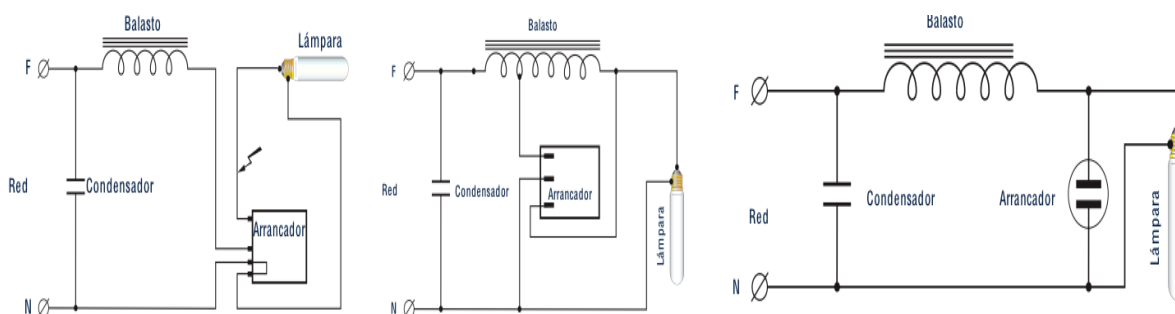 Balasto
Lámpara
F
Red
Condensador
Arrancador
N
Balasto
F
Red
Condensador
Arrancador
Lámpara
N
Balasto
F
Red
Condensador
Arrancador
Lámpara
N